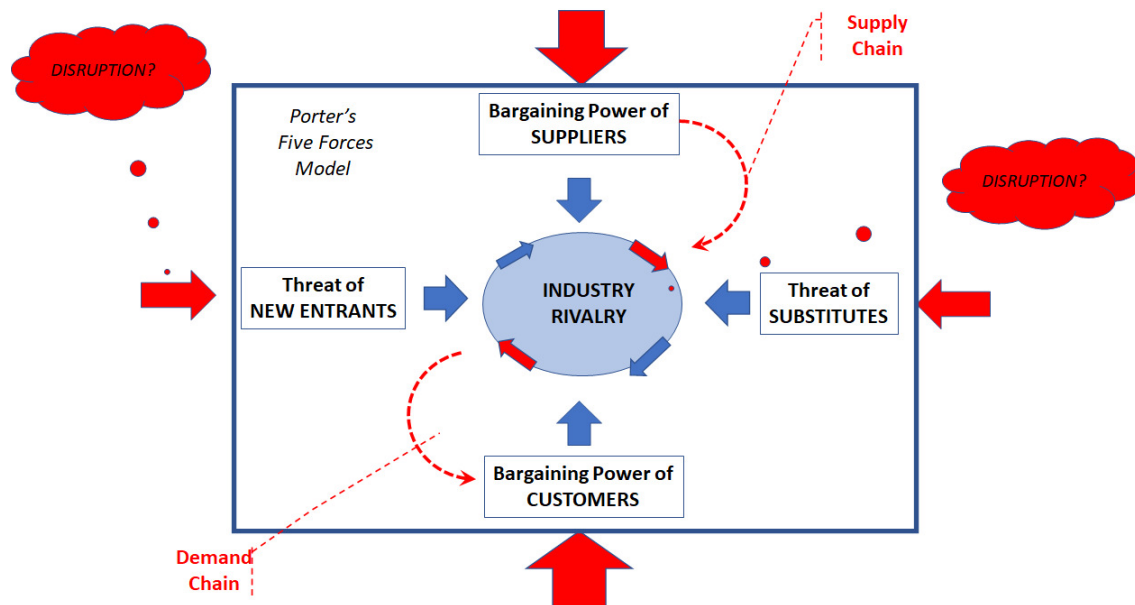 Supply
Chain
DISRUPTION?
Porter's
Five Forces
Model
Bargaining Power of
SUPPLIERS
DISRUPTION?
Threat of
NEW ENTRANTS
INDUSTRY
RIVALRY
Threat of
SUBSTITUTES
Bargaining Power of
CUSTOMERS
Demand
Chain